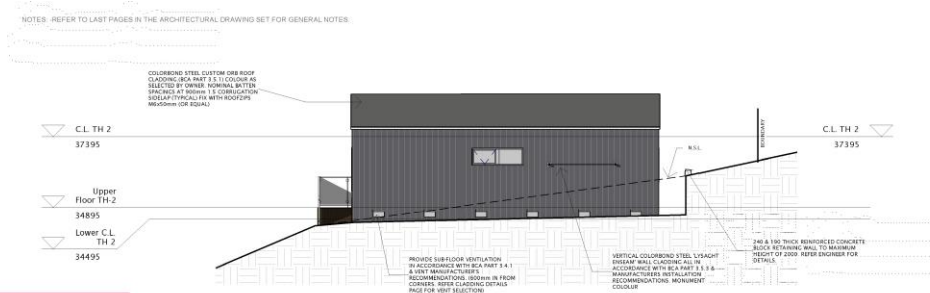 NOTES -REFER TO LAST PAGES IN THE ARCHITECTURAL DRAWING SET FOR GENERAL NOTES
COLORBOND STEEL CUSTOM ORB ROOF
CLADDING (BCA PART 3.5.1) COLOUR AS
SELECTED BY OWNER. NOMINAL BATTEN
SPACINGS AT 900mm 1.5 CORRUGATION
SIDELAP (TYPICAL) FIX WITH ROOFZIPS
M6x50mm (OR EQUAL)
C.L. TH 2
37395
C.L. TH 2
37395
BOUNDARY
N.S.L.
Upper
Floor TH-2
34895
Lower C.L.
TH 2
34495
PROVIDE SUB-FLOOR VENTILATION
IN ACCORDANCE WITH BCA PART 3.4.1
& VENT MANUFACTURER'S
RECOMMENDATIONS. (600mm IN FROM
CORNERS. REFER CLADDING DETAILS
PAGE FOR VENT SELECTION)
VERTICAL COLORBOND STEEL 'LYSAGHT
ENSEAM' WALL CLADDING ALL IN
ACCORDANCE WITH BCA PART 3.5.3 &
MANUFACTURERS INSTALLATION
RECOMMENDATIONS. MONUMENT
COLOUR
240 & 190 THICK REINFORCED CONCRETE
BLOCK RETAINING WALL TO MAXIMUM
HEIGHT OF 2000. REFER ENGINEER FOR
DETAILS.